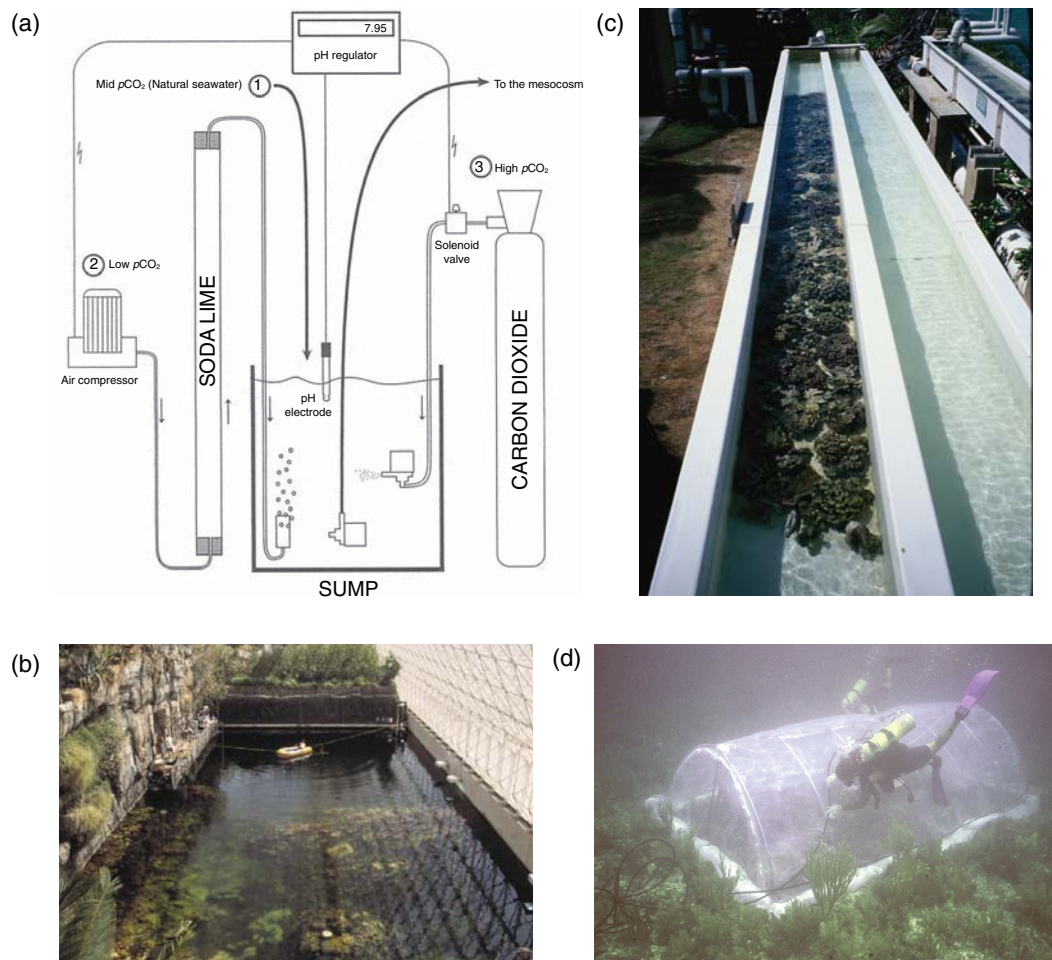 (a)
7.95
pH regulator
Mid pCO₂ (Natural seawater) 1
To the mesocosm
3 High pCO₂
Solenoid
valve
2 Low pCO₂
Air compressor
SODA LIME
pH
electrode
CARBON DIOXIDE
SUMP
(c)
(b)
(d)